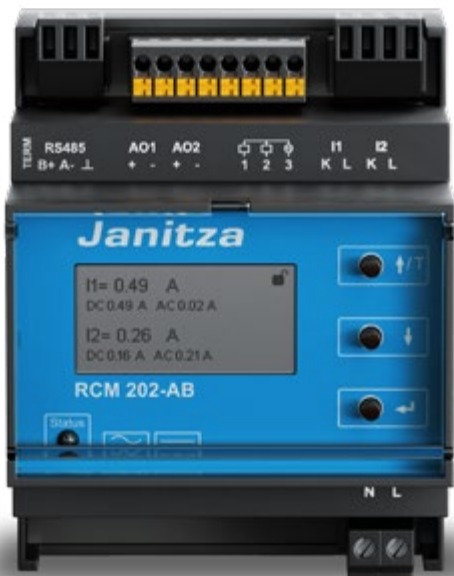 TERM
RS485 AO1 AO2 I1 I2
B+ A- ⊥ + - + - 1 2 3 K L K L
Janitza
I1= 0.49 A
DC 0.49 A AC 0.02 A
I2= 0.26 A
DC 0.16 A AC 0.21 A
RCM 202-AB
↑/T
Status
N L